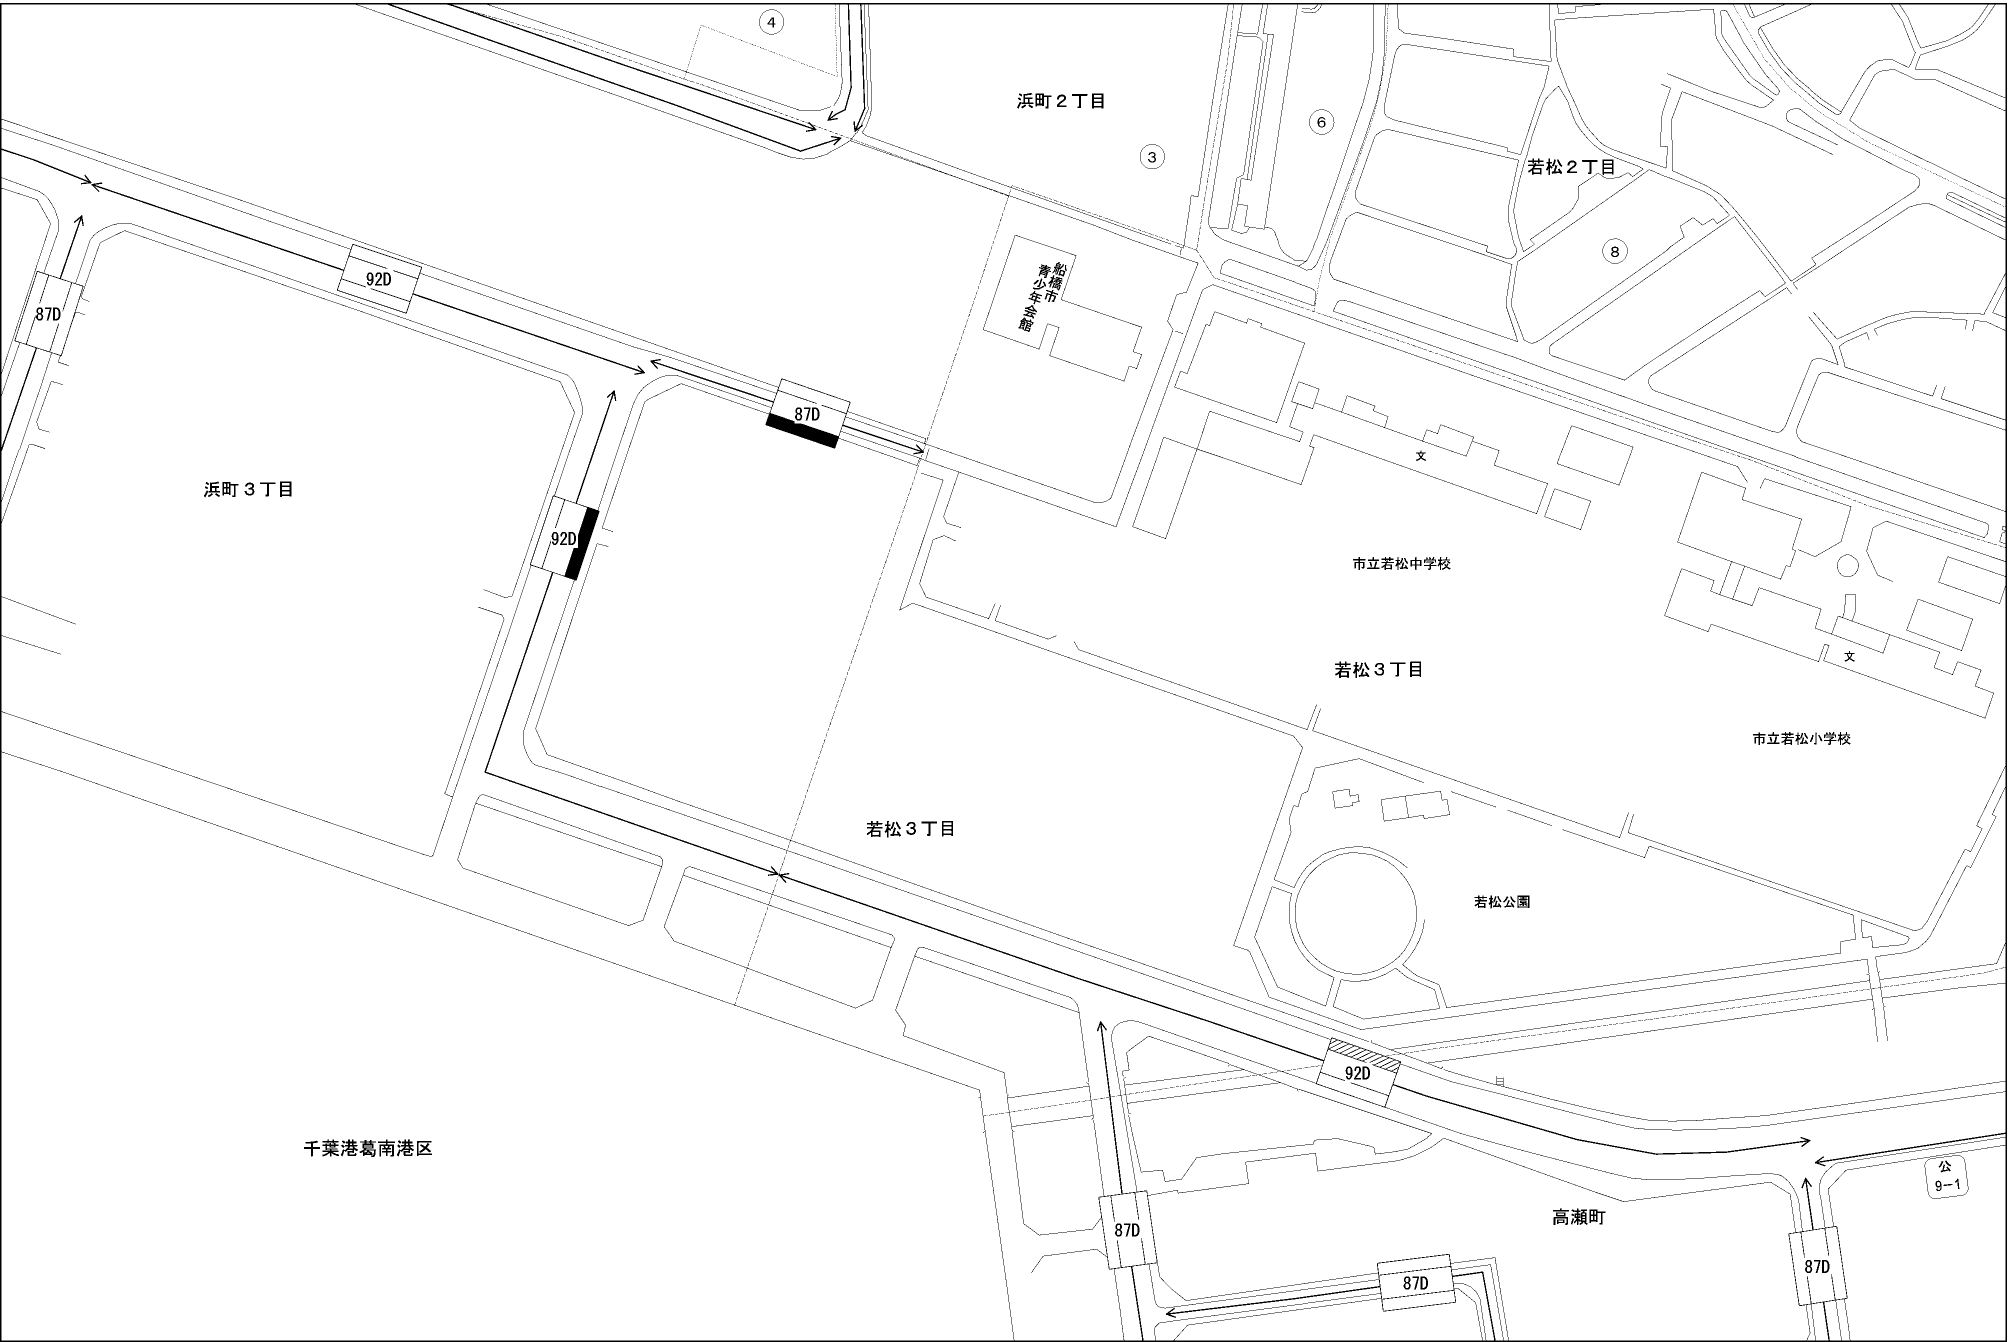 ④
浜町2丁目
③
⑥
若松2丁目
⑧
92D
87D
船橋市
青少年会館
87D
文
浜町3丁目
92D
市立若松中学校
若松3丁目
文
市立若松小学校
若松3丁目
若松公園
92D
千葉港葛南港区
公
9-1
高瀬町
87D
87D
87D